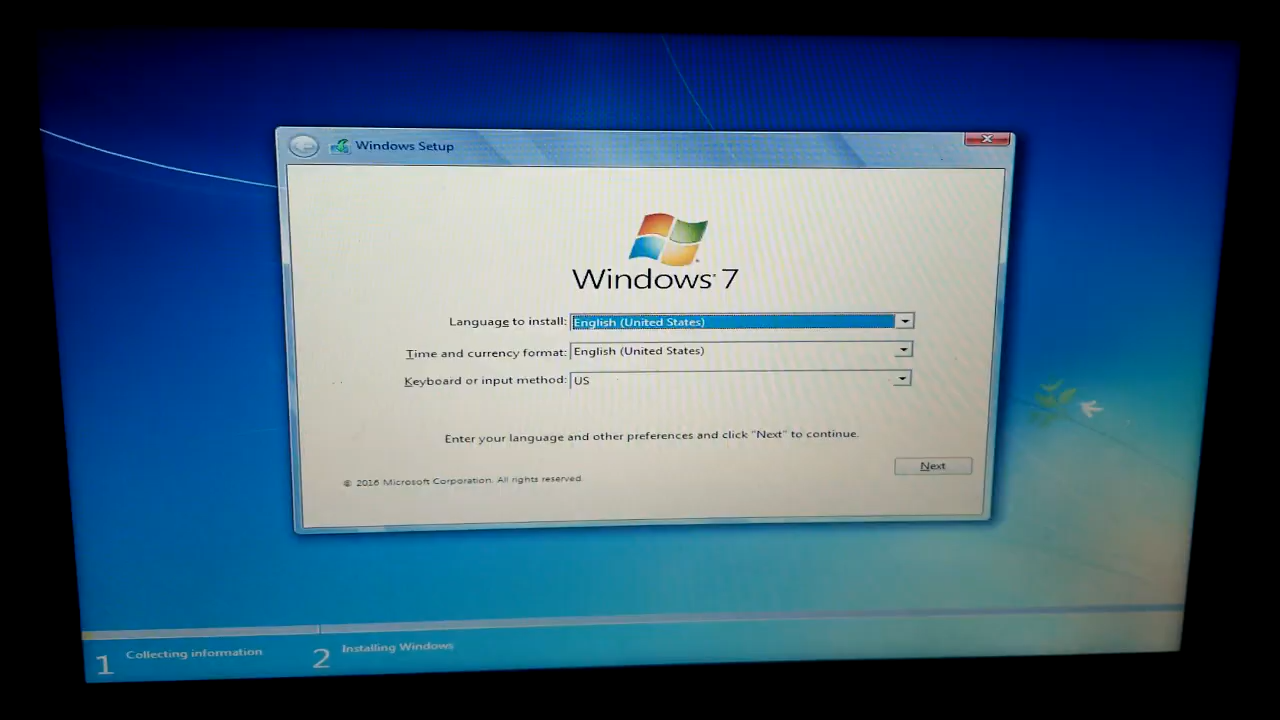 Windows Setup
Windows 7
Language to install: English (United States)
Time and currency format: English (United States)
Keyboard or input method: US
Enter your language and other preferences and click "Next" to continue.
Next
© 2016 Microsoft Corporation. All rights reserved.
1 Collecting information
2 Installing Windows